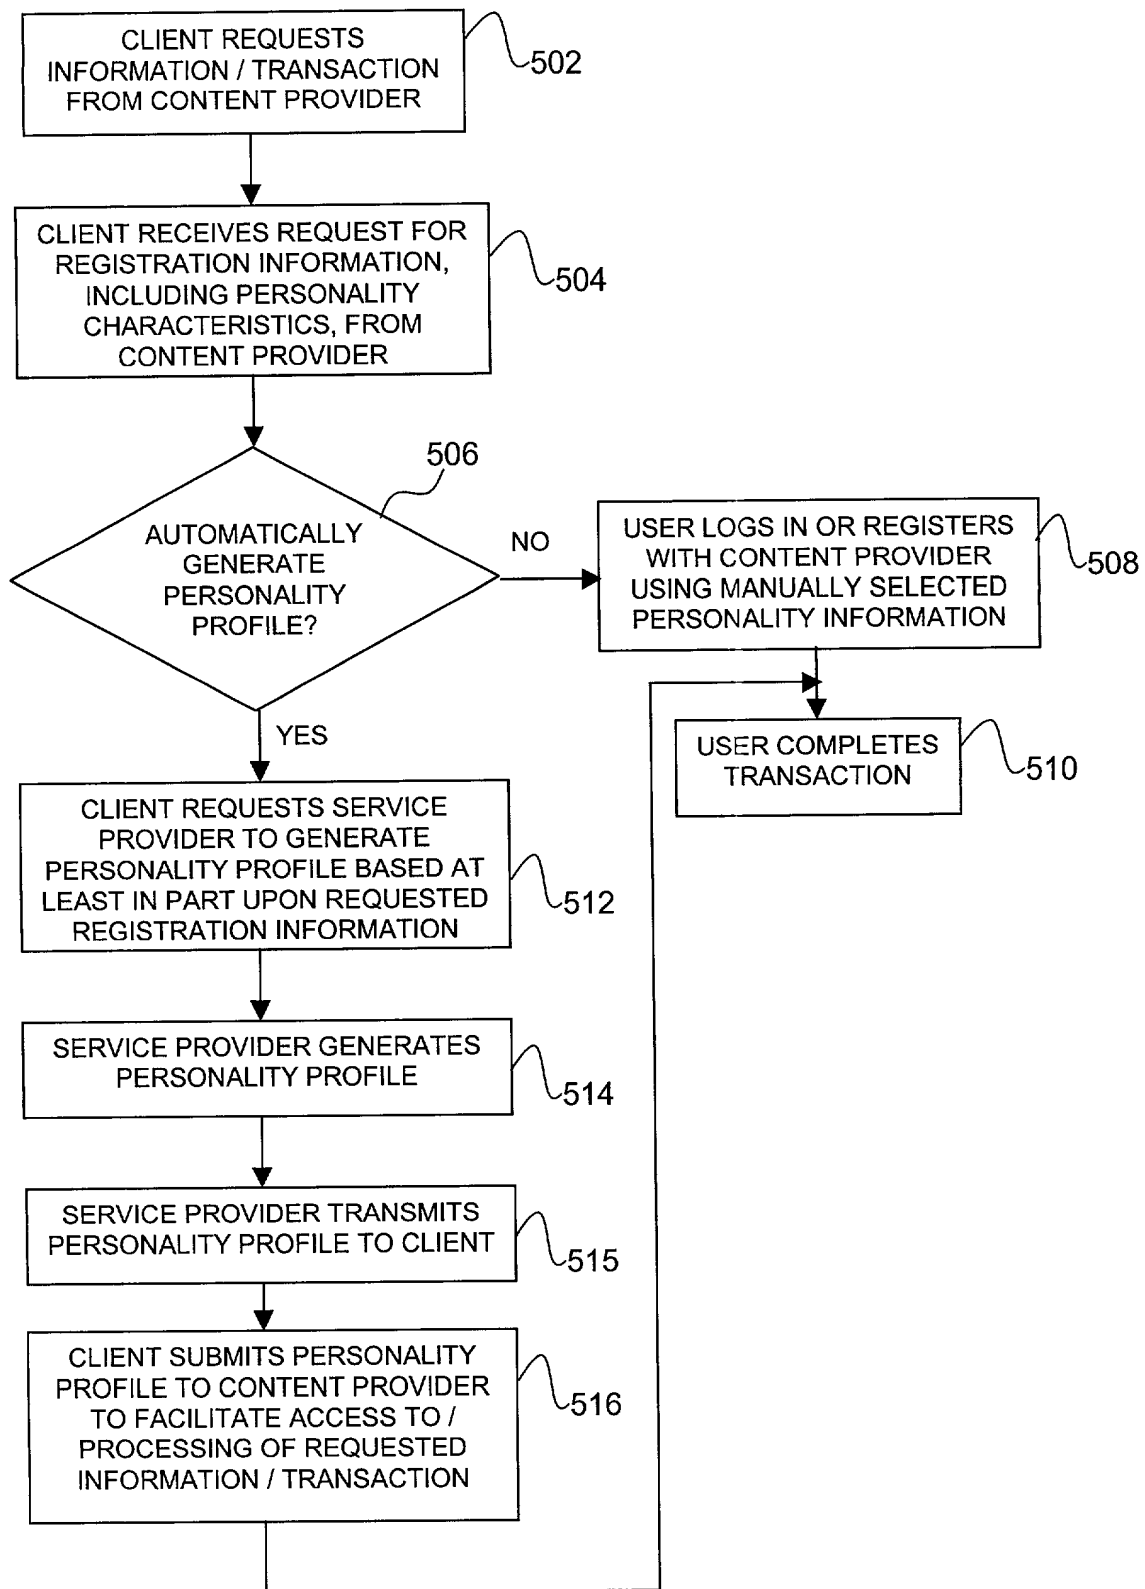 CLIENT REQUESTS
INFORMATION / TRANSACTION
FROM CONTENT PROVIDER
502
CLIENT RECEIVES REQUEST FOR
REGISTRATION INFORMATION,
INCLUDING PERSONALITY
CHARACTERISTICS, FROM
CONTENT PROVIDER
504
506
AUTOMATICALLY
GENERATE
PERSONALITY
PROFILE?
NO
USER LOGS IN OR REGISTERS
WITH CONTENT PROVIDER
USING MANUALLY SELECTED
PERSONALITY INFORMATION
508
YES
USER COMPLETES
TRANSACTION
510
CLIENT REQUESTS SERVICE
PROVIDER TO GENERATE
PERSONALITY PROFILE BASED AT
LEAST IN PART UPON REQUESTED
REGISTRATION INFORMATION
512
SERVICE PROVIDER GENERATES
PERSONALITY PROFILE
514
SERVICE PROVIDER TRANSMITS
PERSONALITY PROFILE TO CLIENT
515
CLIENT SUBMITS PERSONALITY
PROFILE TO CONTENT PROVIDER
TO FACILITATE ACCESS TO /
PROCESSING OF REQUESTED
INFORMATION / TRANSACTION
516